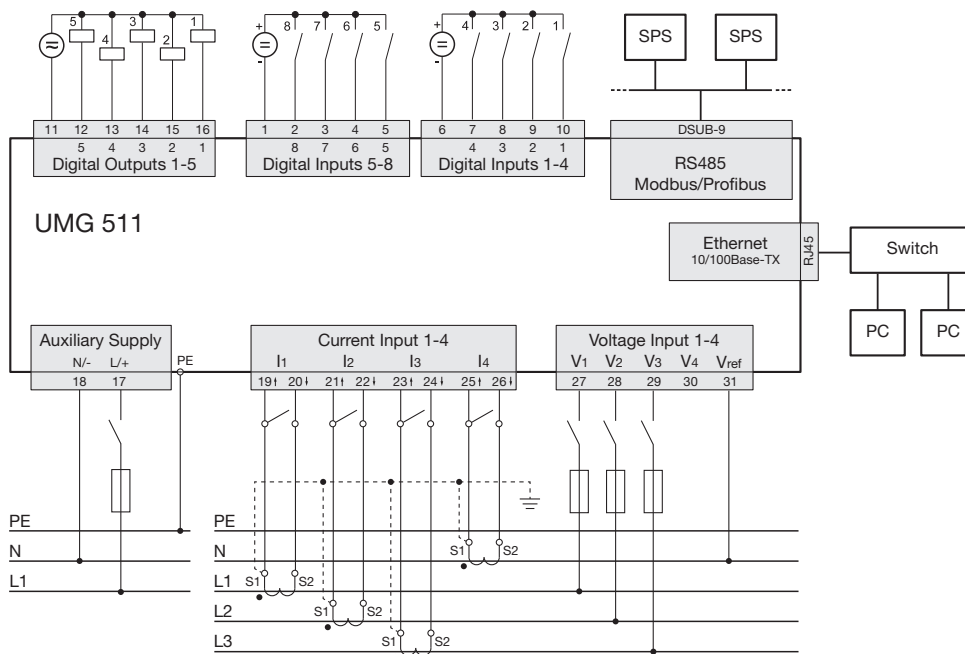 5 3 1
4 2
8 7 6 5
4 3 2 1
+
-
+
-
SPS SPS
11 12 13 14 15 16
5 4 3 2 1
Digital Outputs 1-5
1 2 3 4 5
8 7 6 5
Digital Inputs 5-8
6 7 8 9 10
4 3 2 1
Digital Inputs 1-4
DSUB-9
RS485
Modbus/Profibus
UMG 511
Ethernet
10/100Base-TX
RJ45
Switch
PC PC
Auxiliary Supply
N/- L/+
18 17
PE
Current Input 1-4
I1 I2 I3 I4
19 20 21 22 23 24 25 26
Voltage Input 1-4
V1 V2 V3 V4 Vref
27 28 29 30 31
PE
N
L1
PE
N
L1
L2
L3
S1 S2
S1 S2
S1 S2
S1 S2